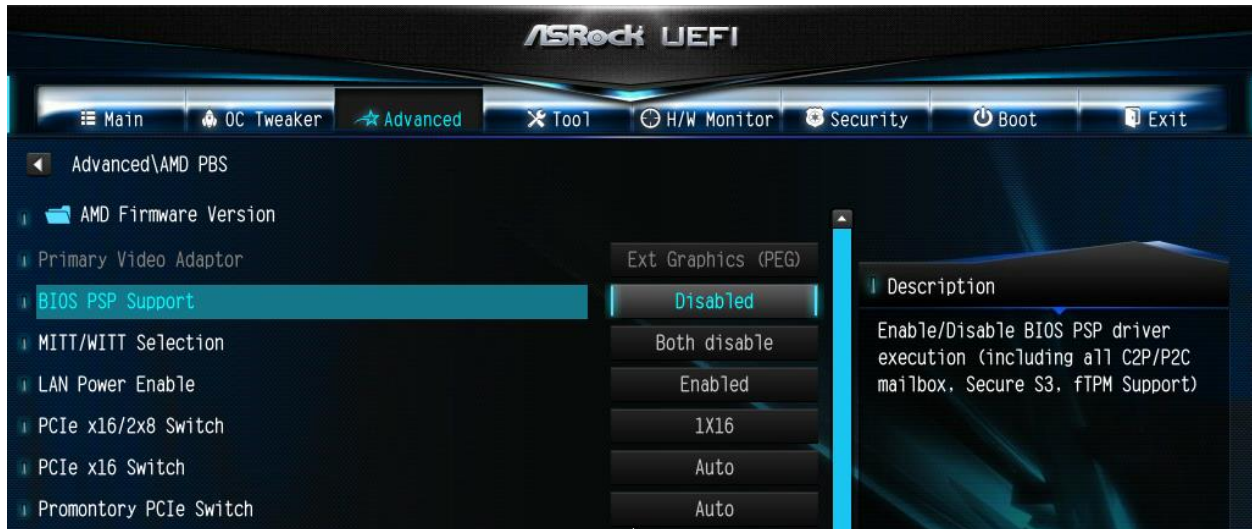 ASRock UEFI
Main OC Tweaker Advanced Tool H/W Monitor Security Boot Exit
Advanced\AMD PBS
AMD Firmware Version
Primary Video Adaptor Ext Graphics (PEG)
BIOS PSP Support Disabled
MITT/WITT Selection Both disable
LAN Power Enable Enabled
PCIe x16/2x8 Switch 1X16
PCIe x16 Switch Auto
Promontory PCIe Switch Auto
Description
Enable/Disable BIOS PSP driver
execution (including all C2P/P2C
mailbox, Secure S3, fTPM Support)